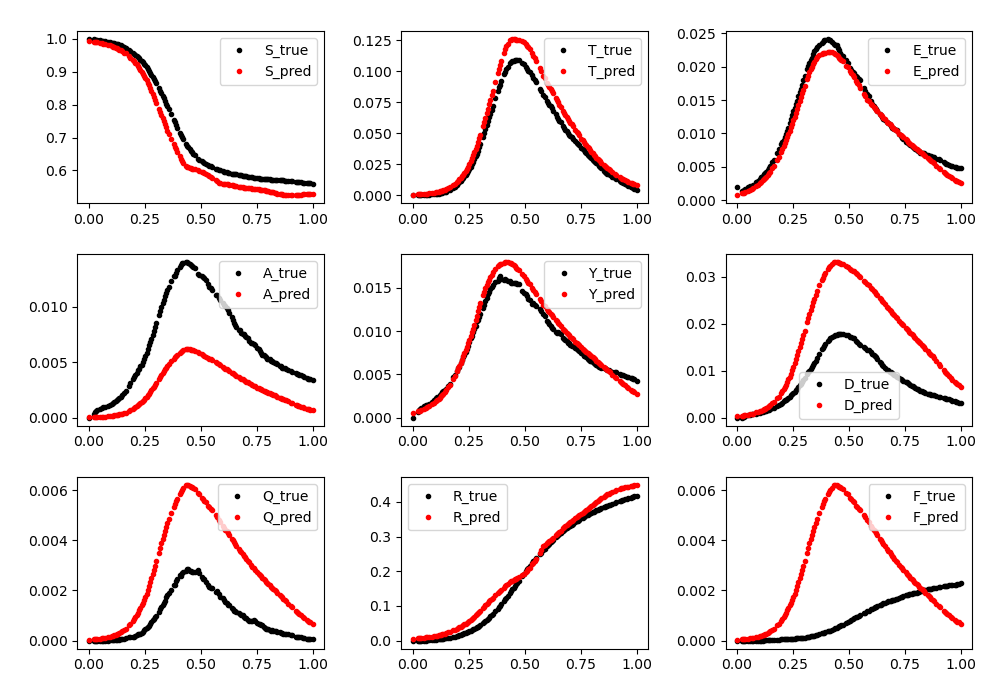 1.0
0.9
0.8
0.7
0.6
S_true
S_pred
0.00 0.25 0.50 0.75 1.00
0.125
0.100
0.075
0.050
0.025
0.000
T_true
T_pred
0.00 0.25 0.50 0.75 1.00
0.025
0.020
0.015
0.010
0.005
0.000
E_true
E_pred
0.00 0.25 0.50 0.75 1.00
0.010
0.005
0.000
A_true
A_pred
0.00 0.25 0.50 0.75 1.00
0.015
0.010
0.005
0.000
Y_true
Y_pred
0.00 0.25 0.50 0.75 1.00
0.03
0.02
0.01
0.00
D_true
D_pred
0.00 0.25 0.50 0.75 1.00
0.006
0.004
0.002
0.000
Q_true
Q_pred
0.00 0.25 0.50 0.75 1.00
0.4
0.3
0.2
0.1
0.0
R_true
R_pred
0.00 0.25 0.50 0.75 1.00
0.006
0.004
0.002
0.000
F_true
F_pred
0.00 0.25 0.50 0.75 1.00